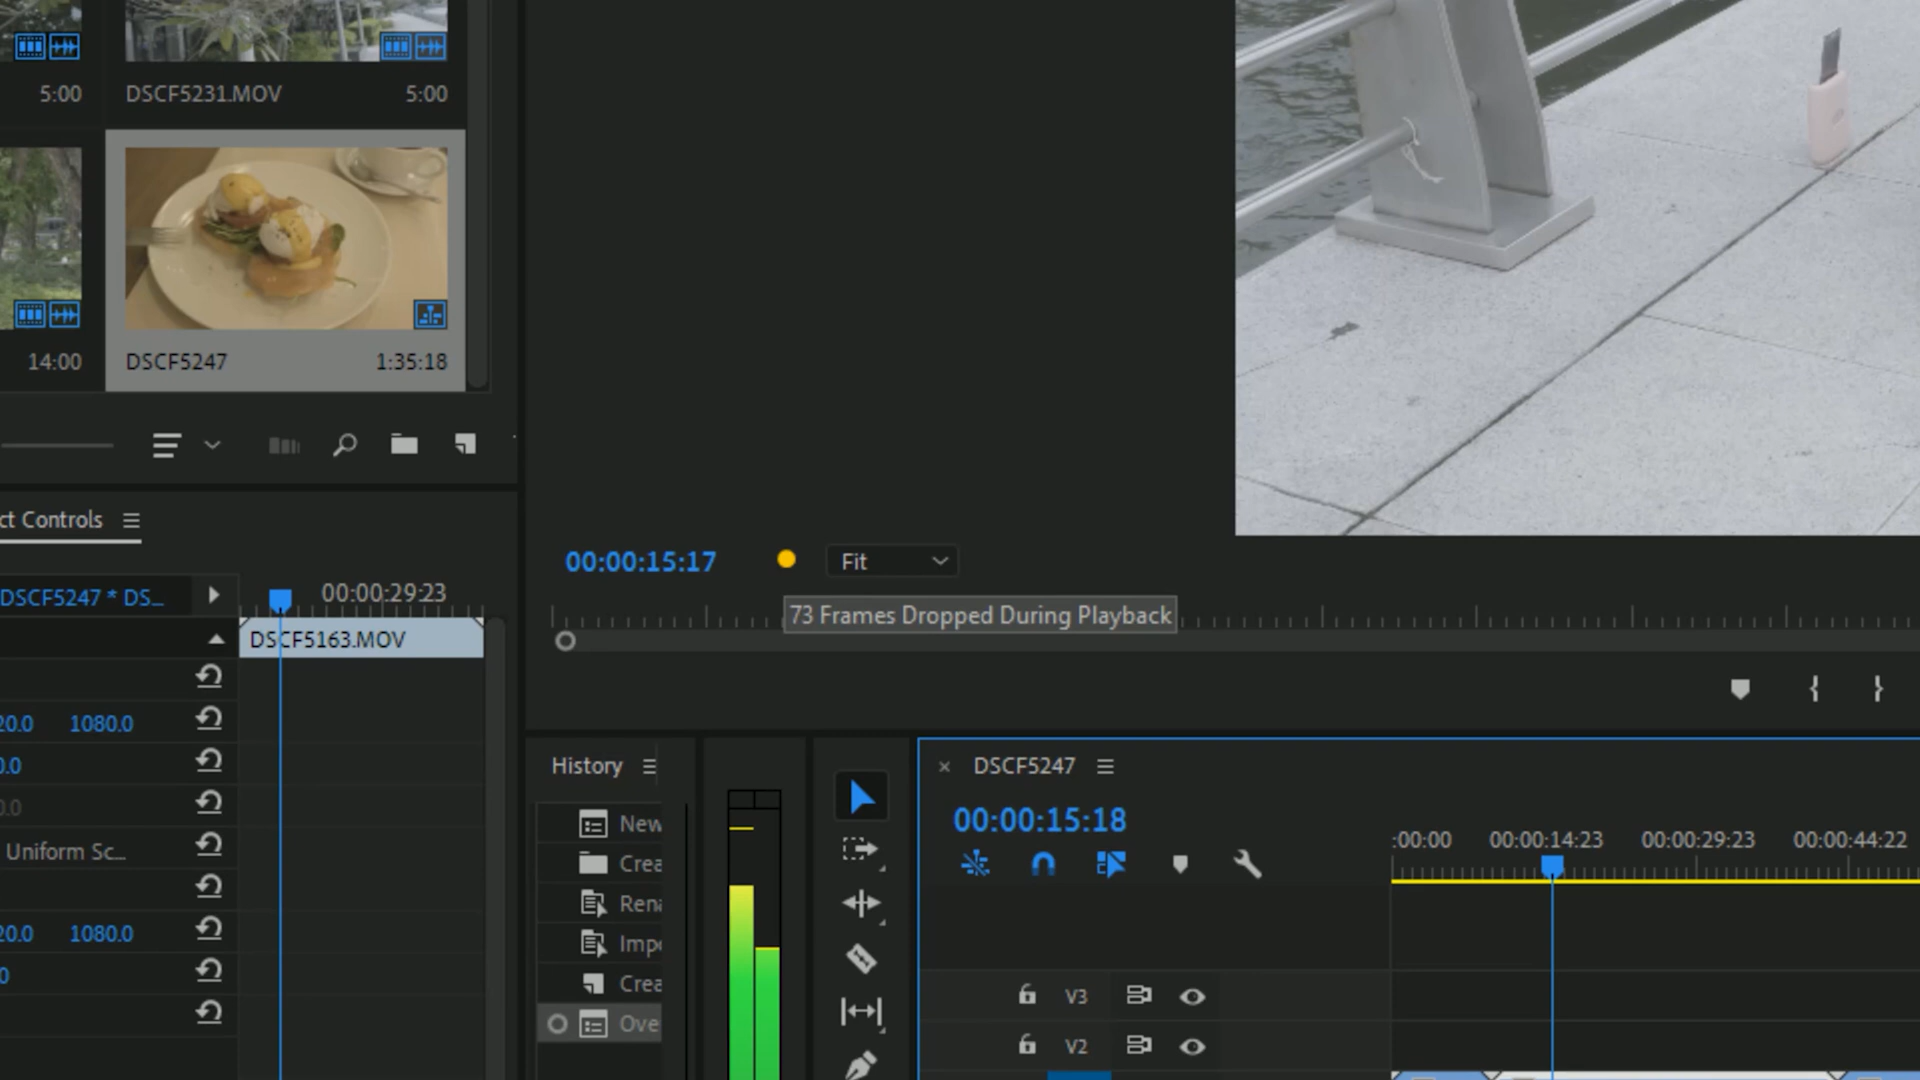 5:00
DSCF5231.MOV
5:00
14:00
DSCF5247
1:35:18
ct Controls
DSCF5247 * DS...
00:00:29:23
DSCF5163.MOV
20.0 1080.0
0.0
0.0
Uniform Sc...
20.0 1080.0
0
00:00:15:17
Fit
73 Frames Dropped During Playback
{ }
History
New
Crea
Rena
Impo
Crea
Ove
× DSCF5247
00:00:15:18
:00:00
00:00:14:23
00:00:29:23
00:00:44:22
V3
V2